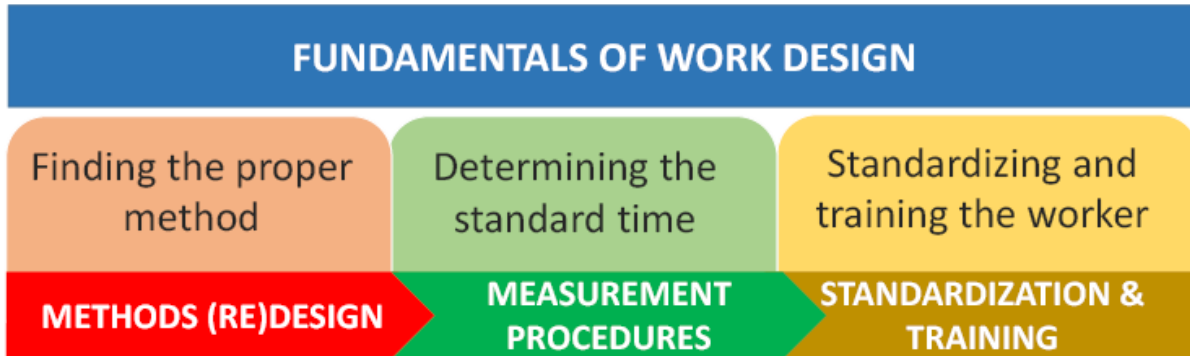 FUNDAMENTALS OF WORK DESIGN
Finding the proper
method
Determining the
standard time
Standardizing and
training the worker
METHODS (RE)DESIGN
MEASUREMENT
PROCEDURES
STANDARDIZATION &
TRAINING